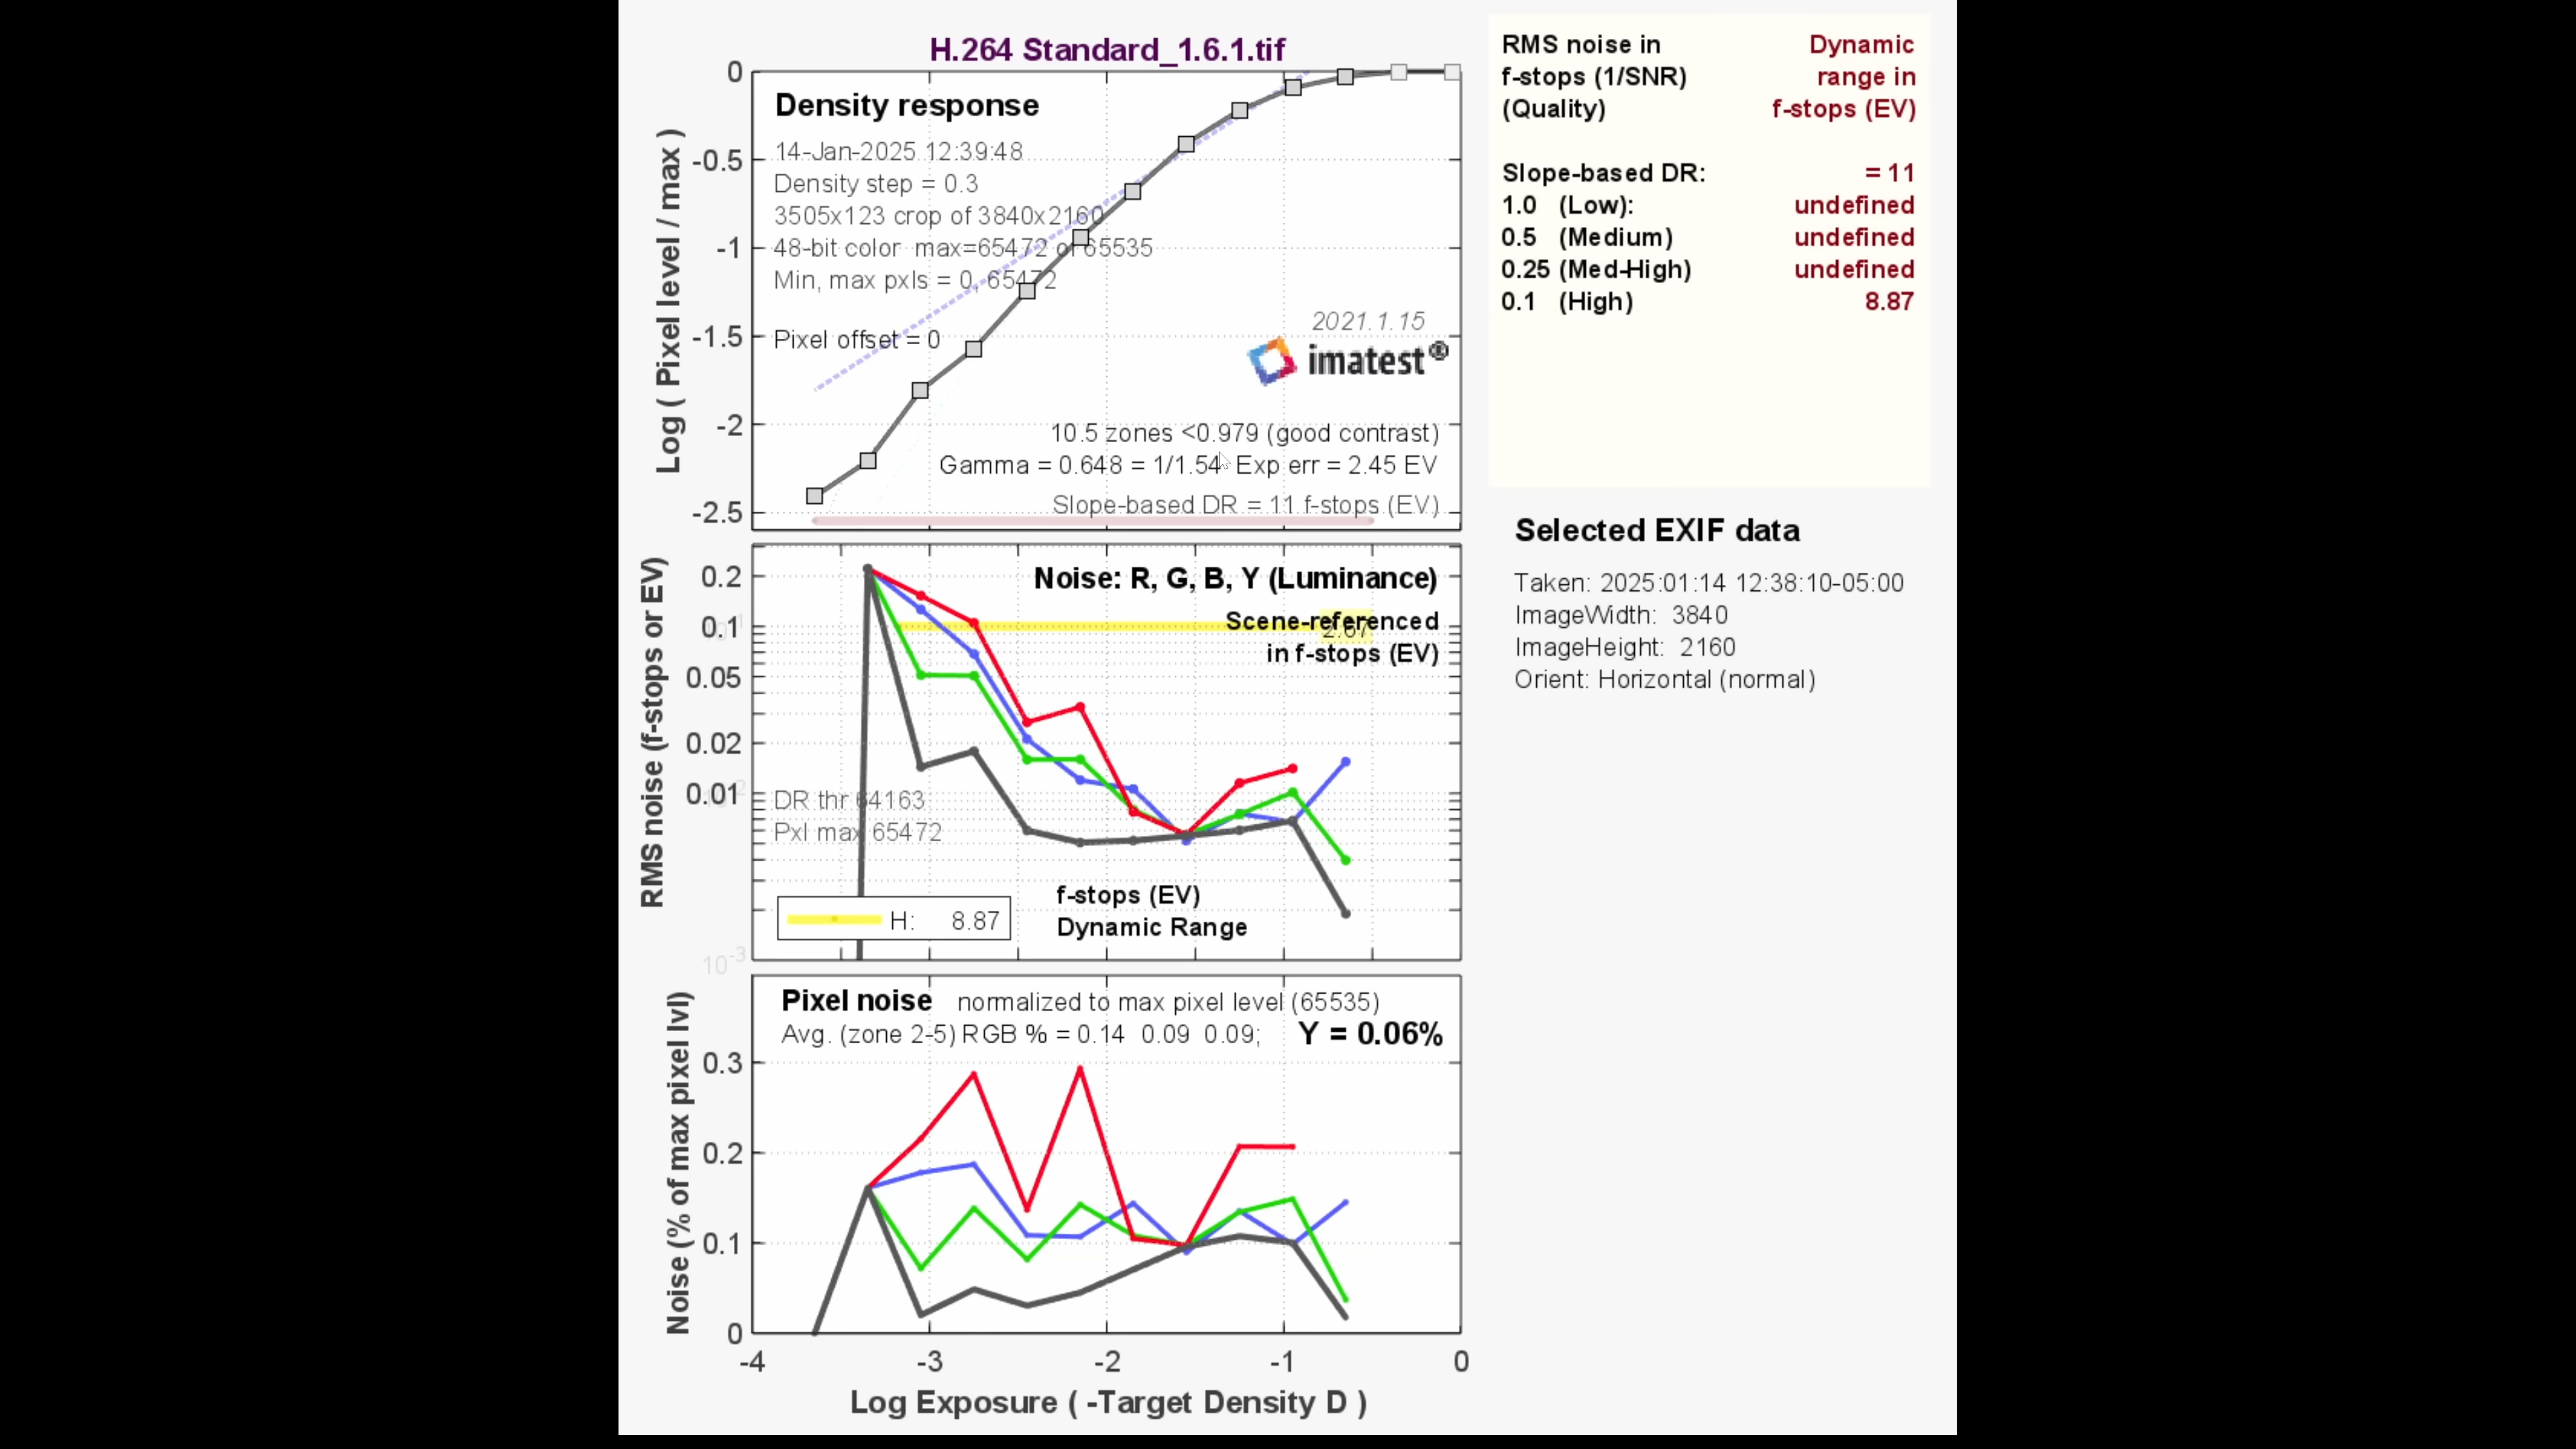 H.264 Standard_1.6.1.tif
Log ( Pixel level / max )
0
-0.5
-1
-1.5
-2
-2.5
Density response
14-Jan-2025 12:39:48
Density step = 0.3
3505x123 crop of 3840x2160
48-bit color max=65472 of 65535
Min, max pxls = 0, 65472
Pixel offset = 0
2021.1.15
imatest®
10.5 zones <0.979 (good contrast)
Gamma = 0.648 = 1/1.54 Exp err = 2.45 EV
Slope-based DR = 11 f-stops (EV)
RMS noise (f-stops or EV)
0.2
0.1
0.05
0.02
0.01
10-3
Noise: R, G, B, Y (Luminance)
Scene-referenced
2.67
in f-stops (EV)
DR thr 64163
Pxl max 65472
H: 8.87
f-stops (EV)
Dynamic Range
Noise (% of max pixel lvl)
Pixel noise normalized to max pixel level (65535)
Avg. (zone 2-5) RGB % = 0.14 0.09 0.09; Y = 0.06%
0.3
0.2
0.1
0
-4 -3 -2 -1 0
Log Exposure ( -Target Density D )
RMS noise in Dynamic
f-stops (1/SNR) range in
(Quality) f-stops (EV)
Slope-based DR: = 11
1.0 (Low): undefined
0.5 (Medium) undefined
0.25 (Med-High) undefined
0.1 (High) 8.87
Selected EXIF data
Taken: 2025:01:14 12:38:10-05:00
ImageWidth: 3840
ImageHeight: 2160
Orient: Horizontal (normal)